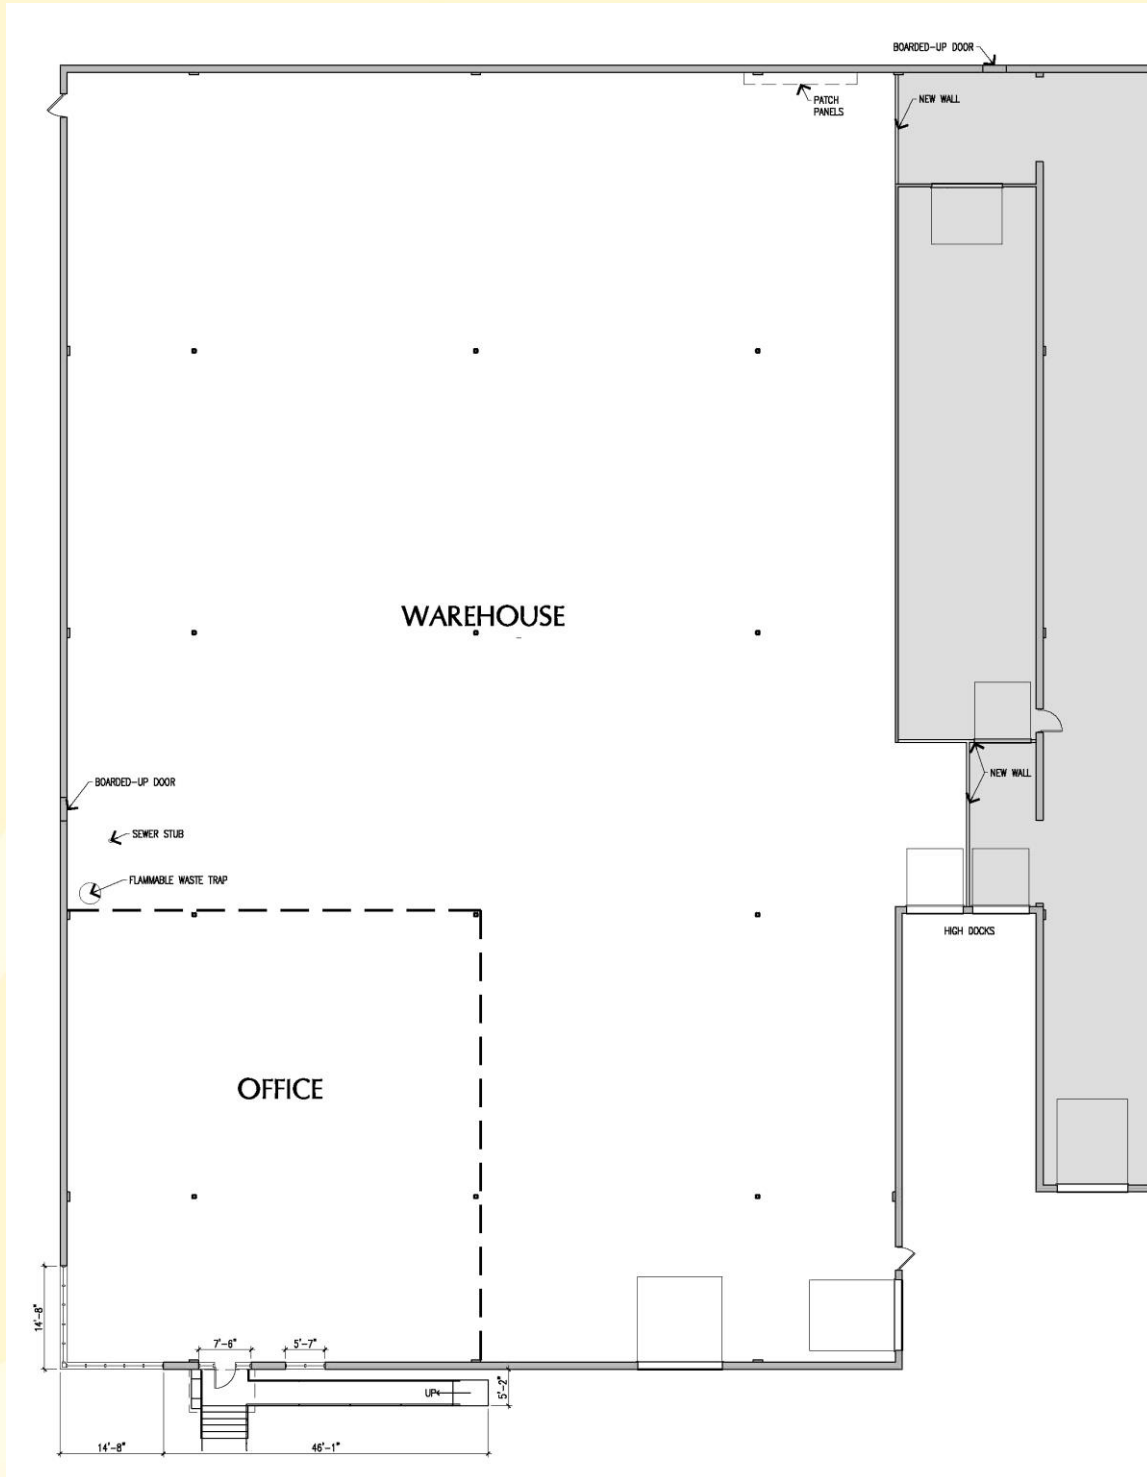 BOARDED-UP DOOR
PATCH
PANELS
NEW WALL
WAREHOUSE
NEW WALL
BOARDED-UP DOOR
SEWER STUB
FLAMMABLE WASTE TRAP
HIGH DOCKS
OFFICE
14'-8"
7'-6"
5'-7"
UP
5'-2"
14'-8"
46'-1"